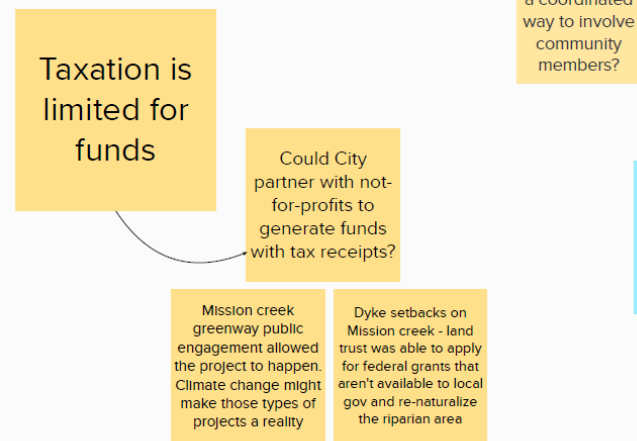 a coordinated
way to involve
community
members?
Taxation is
limited for
funds
Could City
partner with not-
for-profits to
generate funds
with tax receipts?
Mission creek
greenway public
engagement allowed
the project to happen.
Climate change might
make those types of
projects a reality
Dyke setbacks on
Mission creek - land
trust was able to apply
for federal grants that
aren't available to local
gov and re-naturalize
the riparian area